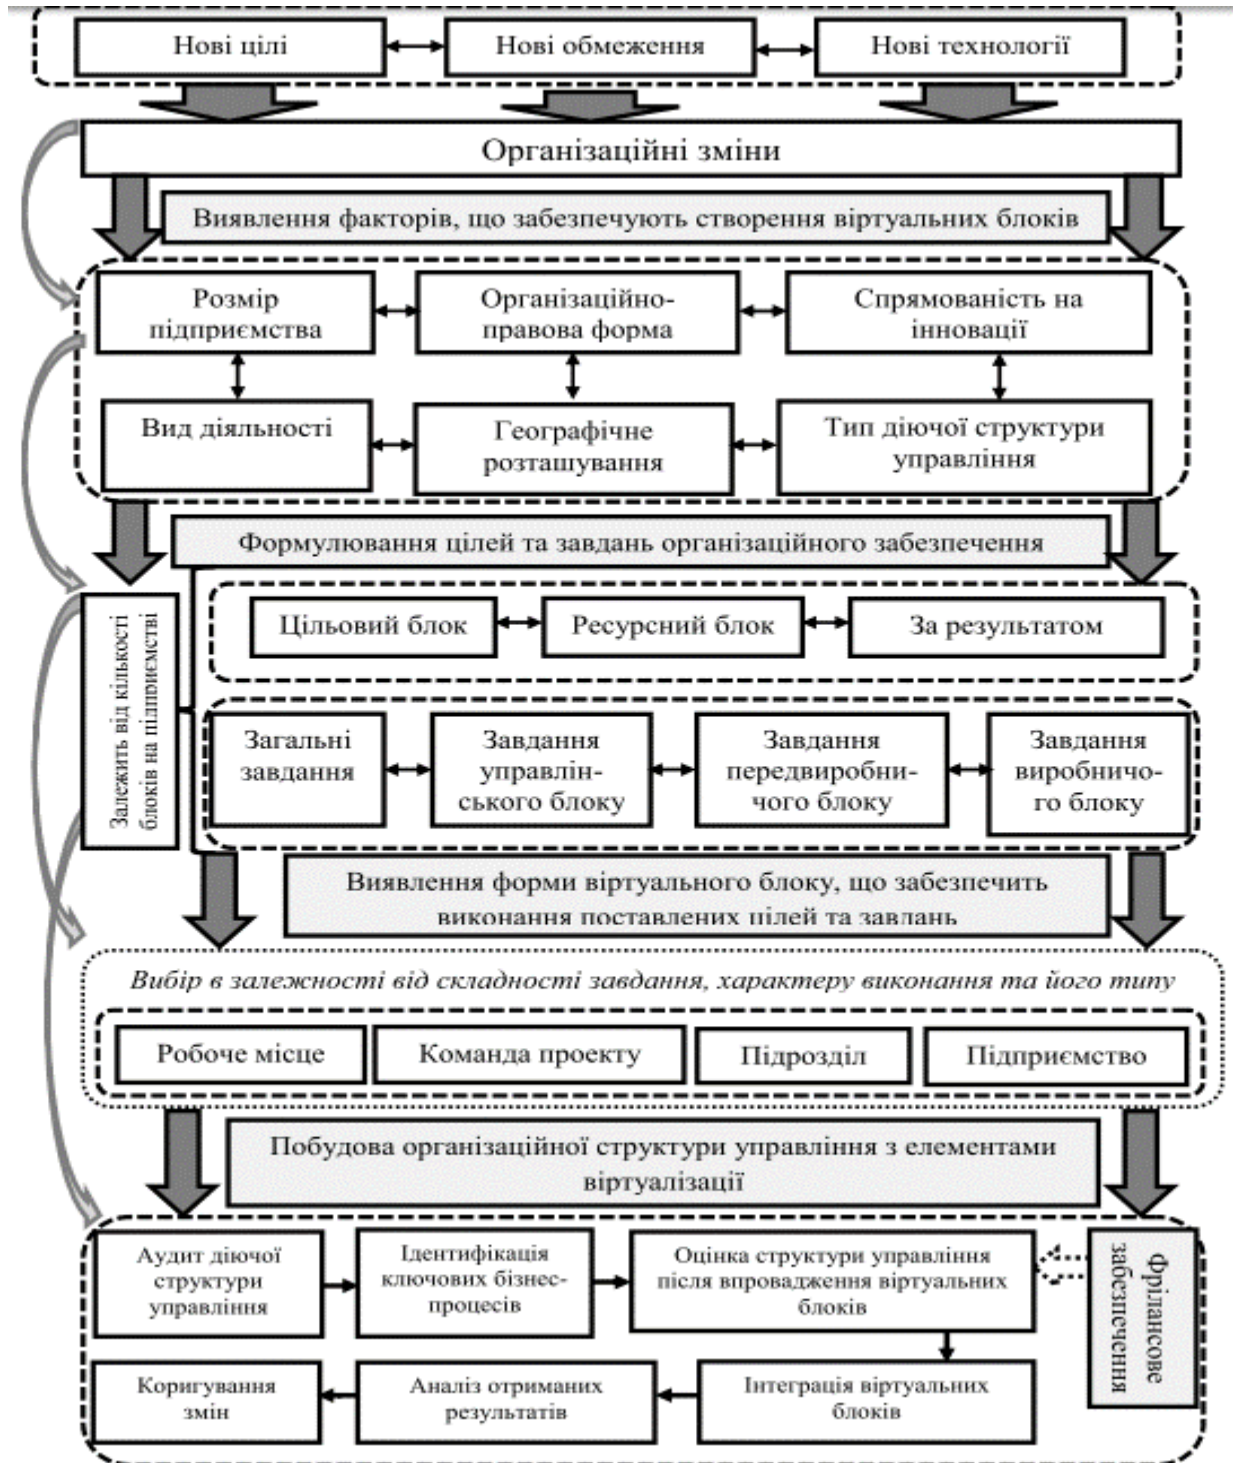 Нові цілі
Нові обмеження
Нові технології
Організаційні зміни
Виявлення факторів, що забезпечують створення віртуальних блоків
Розмір
підприємства
Організаційно-
правова форма
Спрямованість на
інновації
Вид діяльності
Географічне
розташування
Тип діючої структури
управління
Формулювання цілей та завдань організаційного забезпечення
Залежить від кількості
блоків на підприємстві
Цільовий блок
Ресурсний блок
За результатом
Загальні
завдання
Завдання
управлін-
ського блоку
Завдання
передвиробни-
чого блоку
Завдання
виробничо-
го блоку
Виявлення форми віртуального блоку, що забезпечить
виконання поставлених цілей та завдань
Вибір в залежності від складності завдання, характеру виконання та його типу
Робоче місце
Команда проекту
Підрозділ
Підприємство
Побудова організаційної структури управління з елементами
віртуалізації
Аудит діючої
структури
управління
Ідентифікація
ключових бізнес-
процесів
Оцінка структури управління
після впровадження віртуальних
блоків
Фрілансове
забезпечення
Коригування
змін
Аналіз отриманих
результатів
Інтеграція віртуальних
блоків